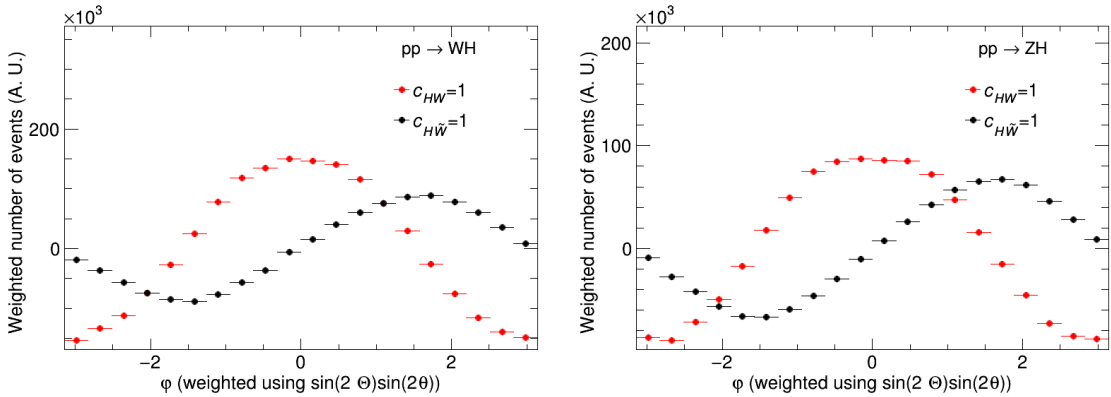 ×10³
pp → WH
c_HW=1
c_HW̃=1
Weighted number of events (A. U.)
200
0
−2
0
2
φ (weighted using sin(2 Θ)sin(2θ))
×10³
pp → ZH
c_HW=1
c_HW̃=1
Weighted number of events (A. U.)
200
100
0
−2
0
2
φ (weighted using sin(2 Θ)sin(2θ))